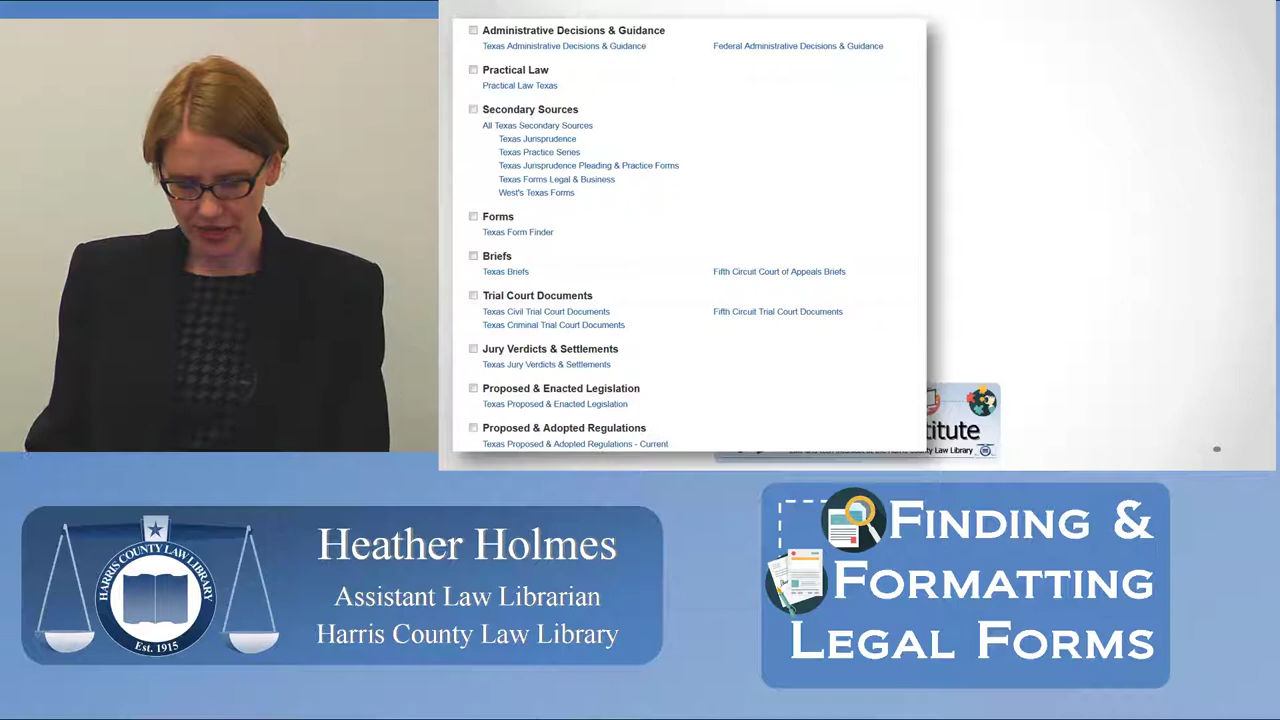 Administrative Decisions & Guidance
Texas Administrative Decisions & Guidance
Federal Administrative Decisions & Guidance
Practical Law
Practical Law Texas
Secondary Sources
All Texas Secondary Sources
Texas Jurisprudence
Texas Practice Series
Texas Jurisprudence Pleading & Practice Forms
Texas Forms Legal & Business
West's Texas Forms
Forms
Texas Form Finder
Briefs
Texas Briefs
Fifth Circuit Court of Appeals Briefs
Trial Court Documents
Texas Civil Trial Court Documents
Fifth Circuit Trial Court Documents
Texas Criminal Trial Court Documents
Jury Verdicts & Settlements
Texas Jury Verdicts & Settlements
Proposed & Enacted Legislation
Texas Proposed & Enacted Legislation
Proposed & Adopted Regulations
Texas Proposed & Adopted Regulations - Current
titute
County Law Library
HARRIS COUNTY LAW LIBRARY
Est. 1915
Heather Holmes
Assistant Law Librarian
Harris County Law Library
FINDING &
FORMATTING
LEGAL FORMS